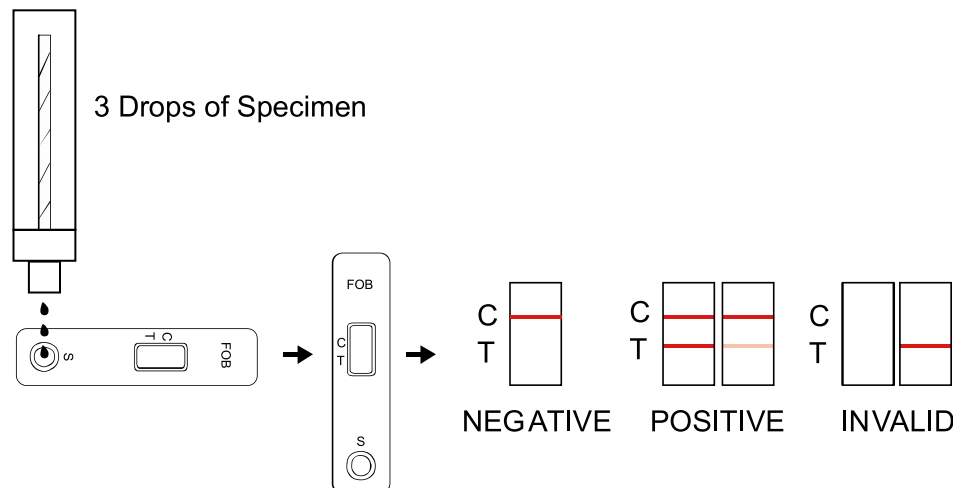 3 Drops of Specimen
S
C
T
FOB
FOB
C
T
S
C
T
NEGATIVE
C
T
POSITIVE
C
T
INVALID